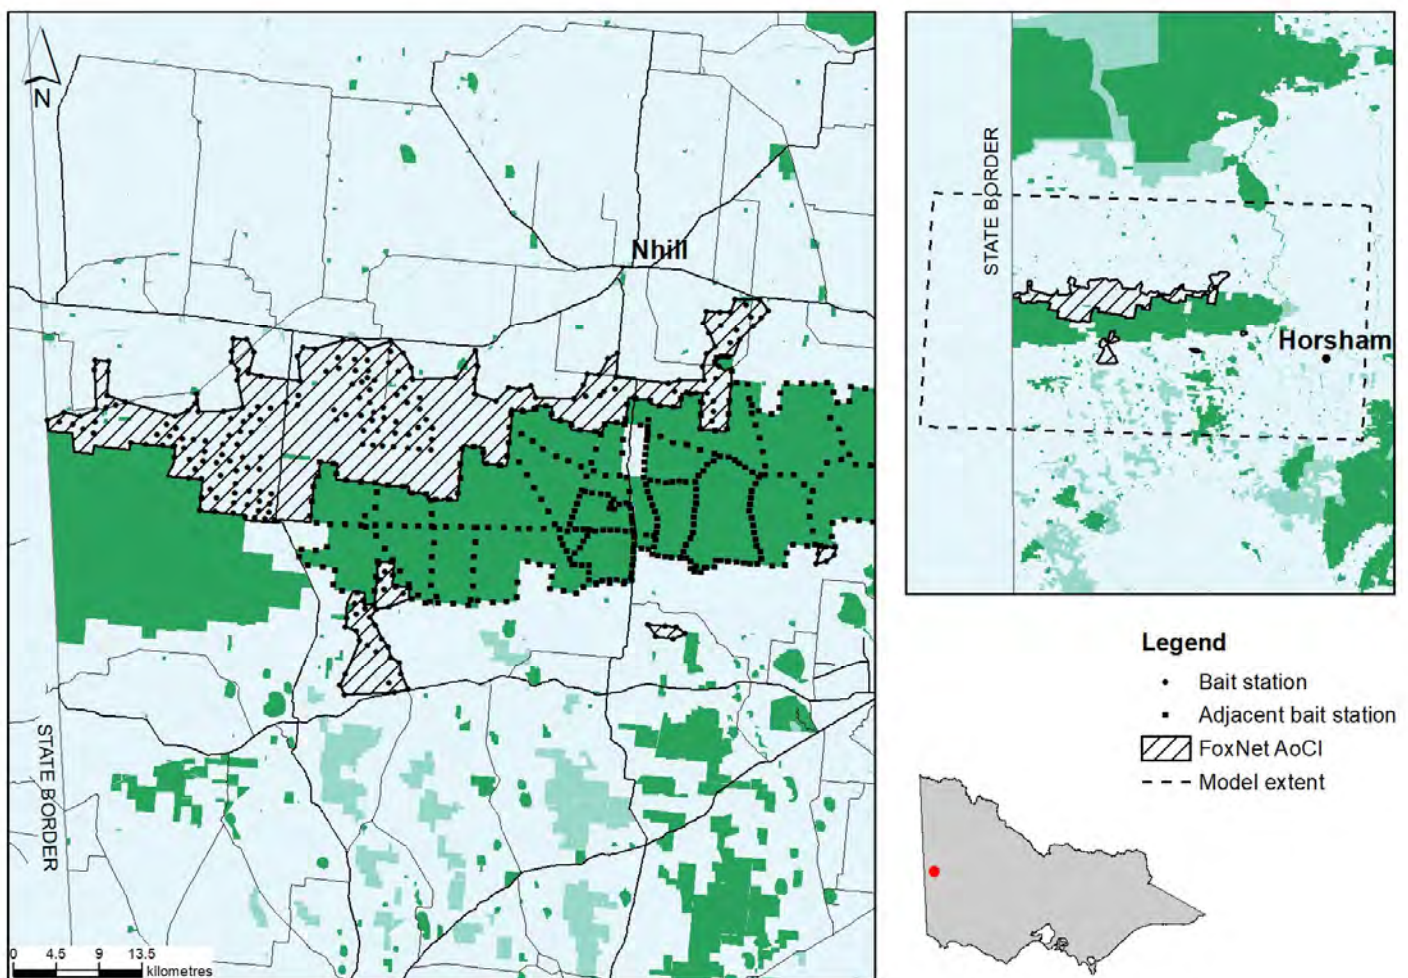 N
Nhill
STATE BORDER
0 4.5 9 13.5
kilometres
STATE BORDER
Horsham
Legend
Bait station
Adjacent bait station
FoxNet AoCI
Model extent